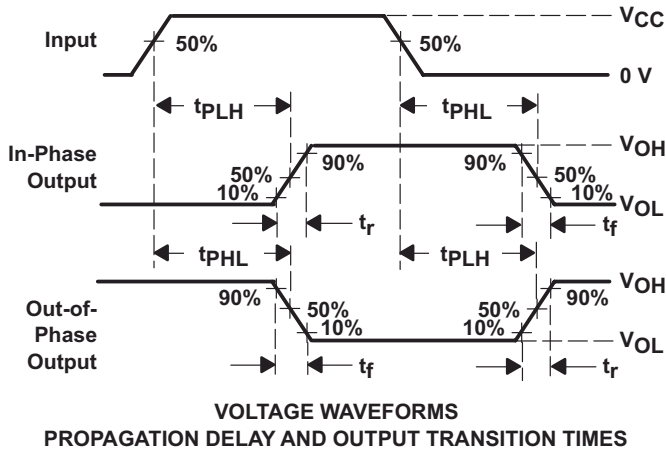 Input
50%
50%
VCC
0 V
tPLH
tPHL
In-Phase
Output
50%
10%
90%
90%
50%
10%
VOH
VOL
tr
tf
tPHL
tPLH
Out-of-
Phase
Output
90%
50%
10%
50%
10%
90%
VOH
VOL
tf
tr
VOLTAGE WAVEFORMS
PROPAGATION DELAY AND OUTPUT TRANSITION TIMES